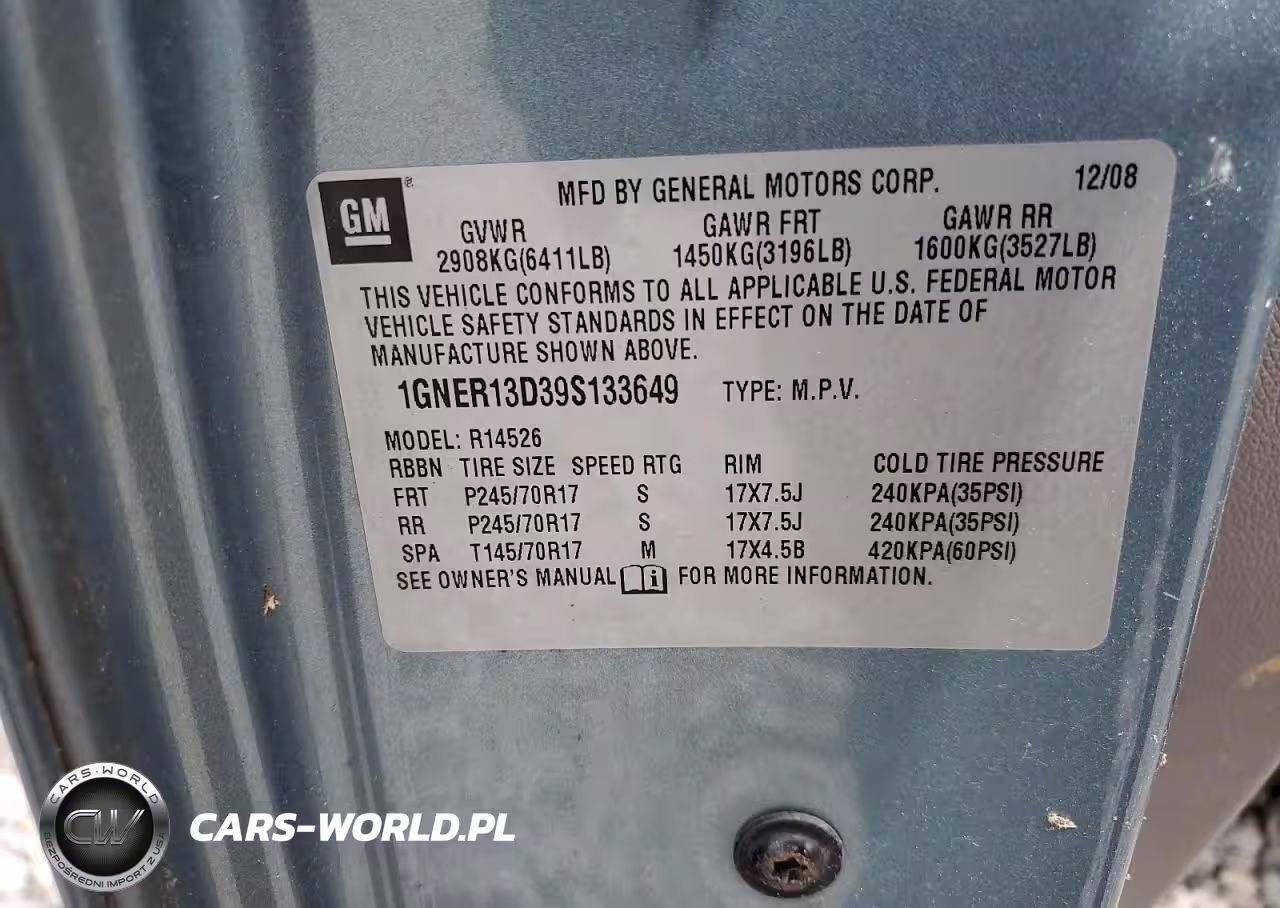 GM ®
MFD BY GENERAL MOTORS CORP. 12/08
GVWR GAWR FRT GAWR RR
2908KG(6411LB) 1450KG(3196LB) 1600KG(3527LB)
THIS VEHICLE CONFORMS TO ALL APPLICABLE U.S. FEDERAL MOTOR
VEHICLE SAFETY STANDARDS IN EFFECT ON THE DATE OF
MANUFACTURE SHOWN ABOVE.
1GNER13D39S133649 TYPE: M.P.V.
MODEL: R14526
RBBN TIRE SIZE SPEED RTG RIM COLD TIRE PRESSURE
FRT P245/70R17 S 17X7.5J 240KPA(35PSI)
RR P245/70R17 S 17X7.5J 240KPA(35PSI)
SPA T145/70R17 M 17X4.5B 420KPA(60PSI)
SEE OWNER'S MANUAL i FOR MORE INFORMATION.
CARS-WORLD
CW
BEZPOŚREDNI IMPORT Z USA
CARS-WORLD.PL